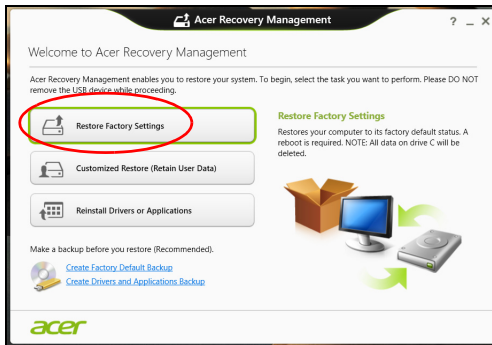 Acer Recovery Management
? _ X
Welcome to Acer Recovery Management
Acer Recovery Management enables you to restore your system. To begin, select the task you want to perform. Please DO NOT
remove the USB device while proceeding.
Restore Factory Settings
Customized Restore (Retain User Data)
Reinstall Drivers or Applications
Restore Factory Settings
Restores your computer to its factory default status. A
reboot is required. NOTE: All data on drive C will be
deleted.
Make a backup before you restore (Recommended).
Create Factory Default Backup
Create Drivers and Applications Backup
acer